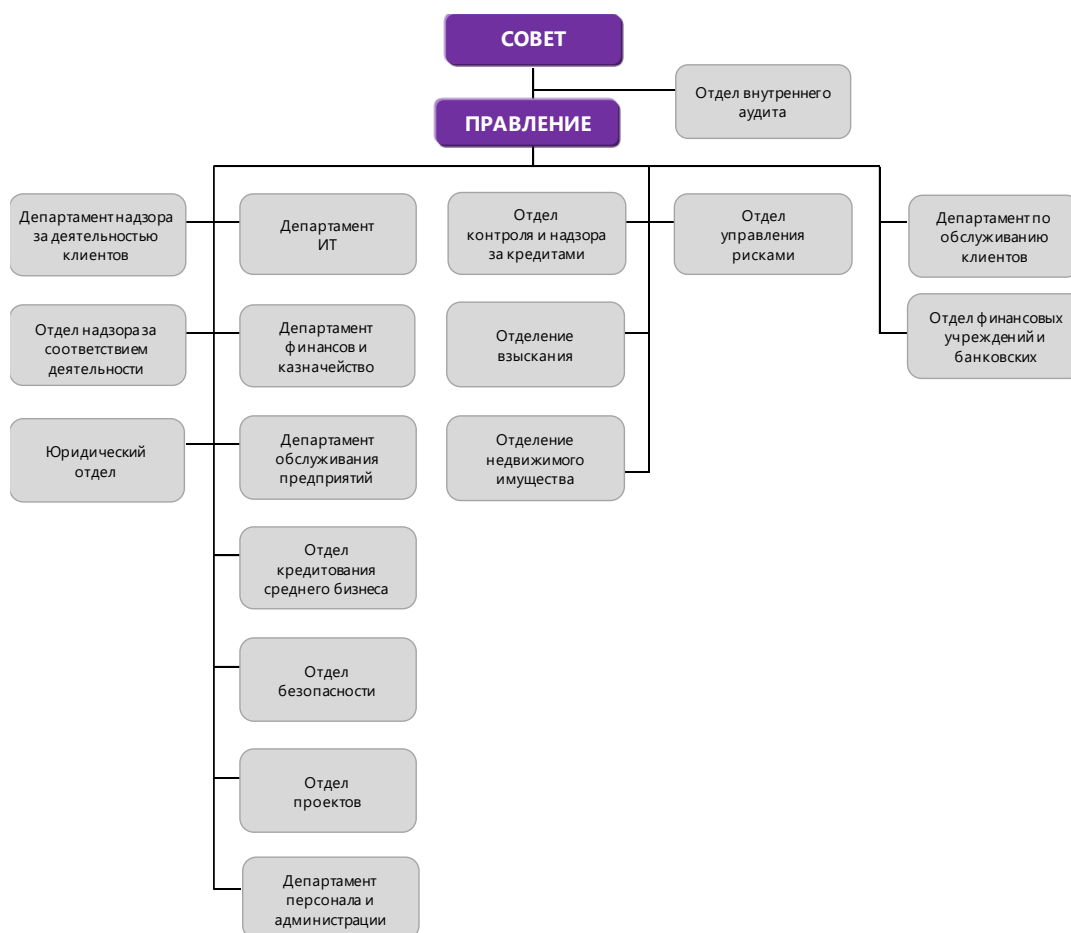 СОВЕТ
Отдел внутреннего
аудита
ПРАВЛЕНИЕ
Департамент надзора
за деятельностью
клиентов
Департамент
ИТ
Отдел
контроля и надзора
за кредитами
Отдел
управления
рисками
Департамент по
обслуживанию
клиентов
Отдел надзора за
соответствием
деятельности
Департамент
финансов и
казначейство
Отделение
взыскания
Отдел финансовых
учреждений и
банковских
Юридический
отдел
Департамент
обслуживания
предприятий
Отделение
недвижимого
имущества
Отдел
кредитования
среднего бизнеса
Отдел
безопасности
Отдел
проектов
Департамент
персонала и
администрации